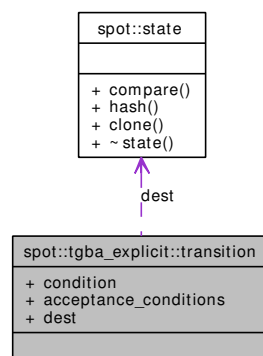 spot::state
+ compare()
+ hash()
+ clone()
+ ~state()
dest
spot::tgba_explicit::transition
+ condition
+ acceptance_conditions
+ dest